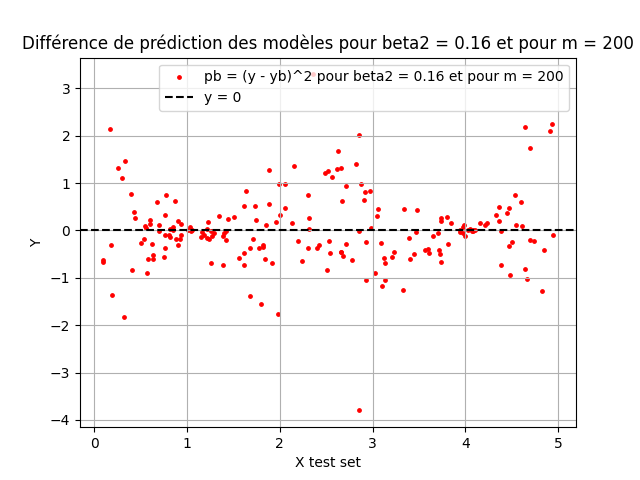 Différence de prédiction des modèles pour beta2 = 0.16 et pour m = 200
pb = (y - yb)^2 pour beta2 = 0.16 et pour m = 200
y = 0
3
2
1
0
−1
−2
−3
−4
Y
0 1 2 3 4 5
X test set